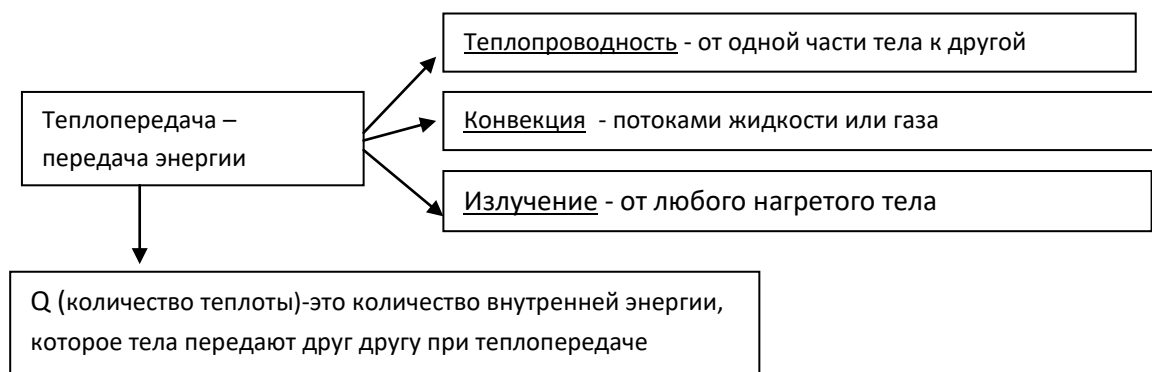 Теплопроводность - от одной части тела к другой
Теплопередача –
передача энергии
Конвекция - потоками жидкости или газа
Излучение - от любого нагретого тела
Q (количество теплоты)-это количество внутренней энергии,
которое тела передают друг другу при теплопередаче